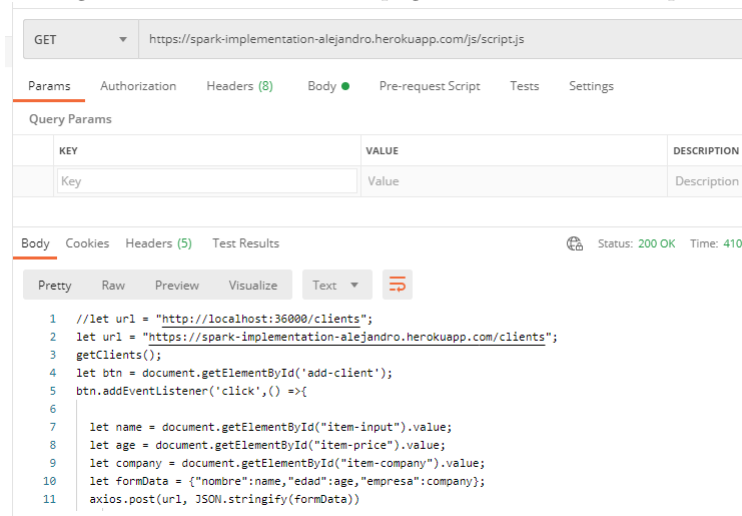 GET https://spark-implementation-alejandro.herokuapp.com/js/script.js
Params Authorization Headers (8) Body Pre-request Script Tests Settings
Query Params
KEY VALUE DESCRIPTION
Key Value Description
Body Cookies Headers (5) Test Results Status: 200 OK Time: 410
Pretty Raw Preview Visualize Text
1 //let url = "http://localhost:36000/clients";
2 let url = "https://spark-implementation-alejandro.herokuapp.com/clients";
3 getClients();
4 let btn = document.getElementById('add-client');
5 btn.addEventListener('click',() =>{
6
7 let name = document.getElementById("item-input").value;
8 let age = document.getElementById("item-price").value;
9 let company = document.getElementById("item-company").value;
10 let formData = {"nombre":name,"edad":age,"empresa":company};
11 axios.post(url, JSON.stringify(formData))